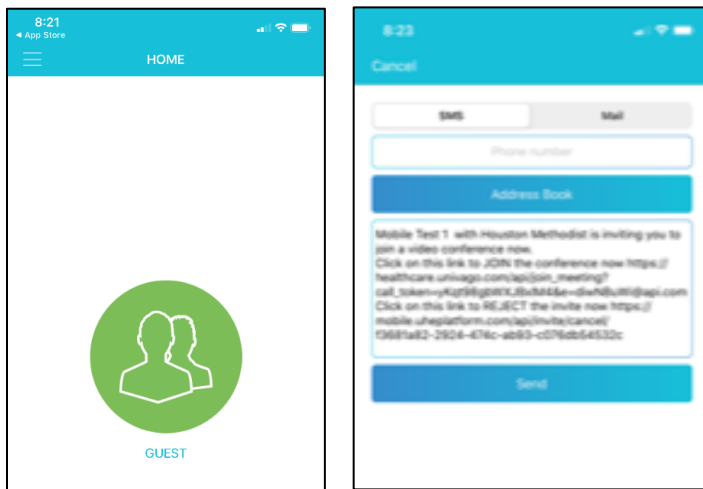 8:21
◀ App Store
HOME
GUEST
8:23
Cancel
SMS
Mail
Phone number
Address Book
Mobile Test 1 with Houston Methodist is inviting you to
join a video conference now.
Click on this link to JOIN the conference now https://
healthcare.univago.com/api/join_meeting?
Click on this link to REJECT the invite now https://
mobile.uheplatform.com/api/invite/cancel/
Send